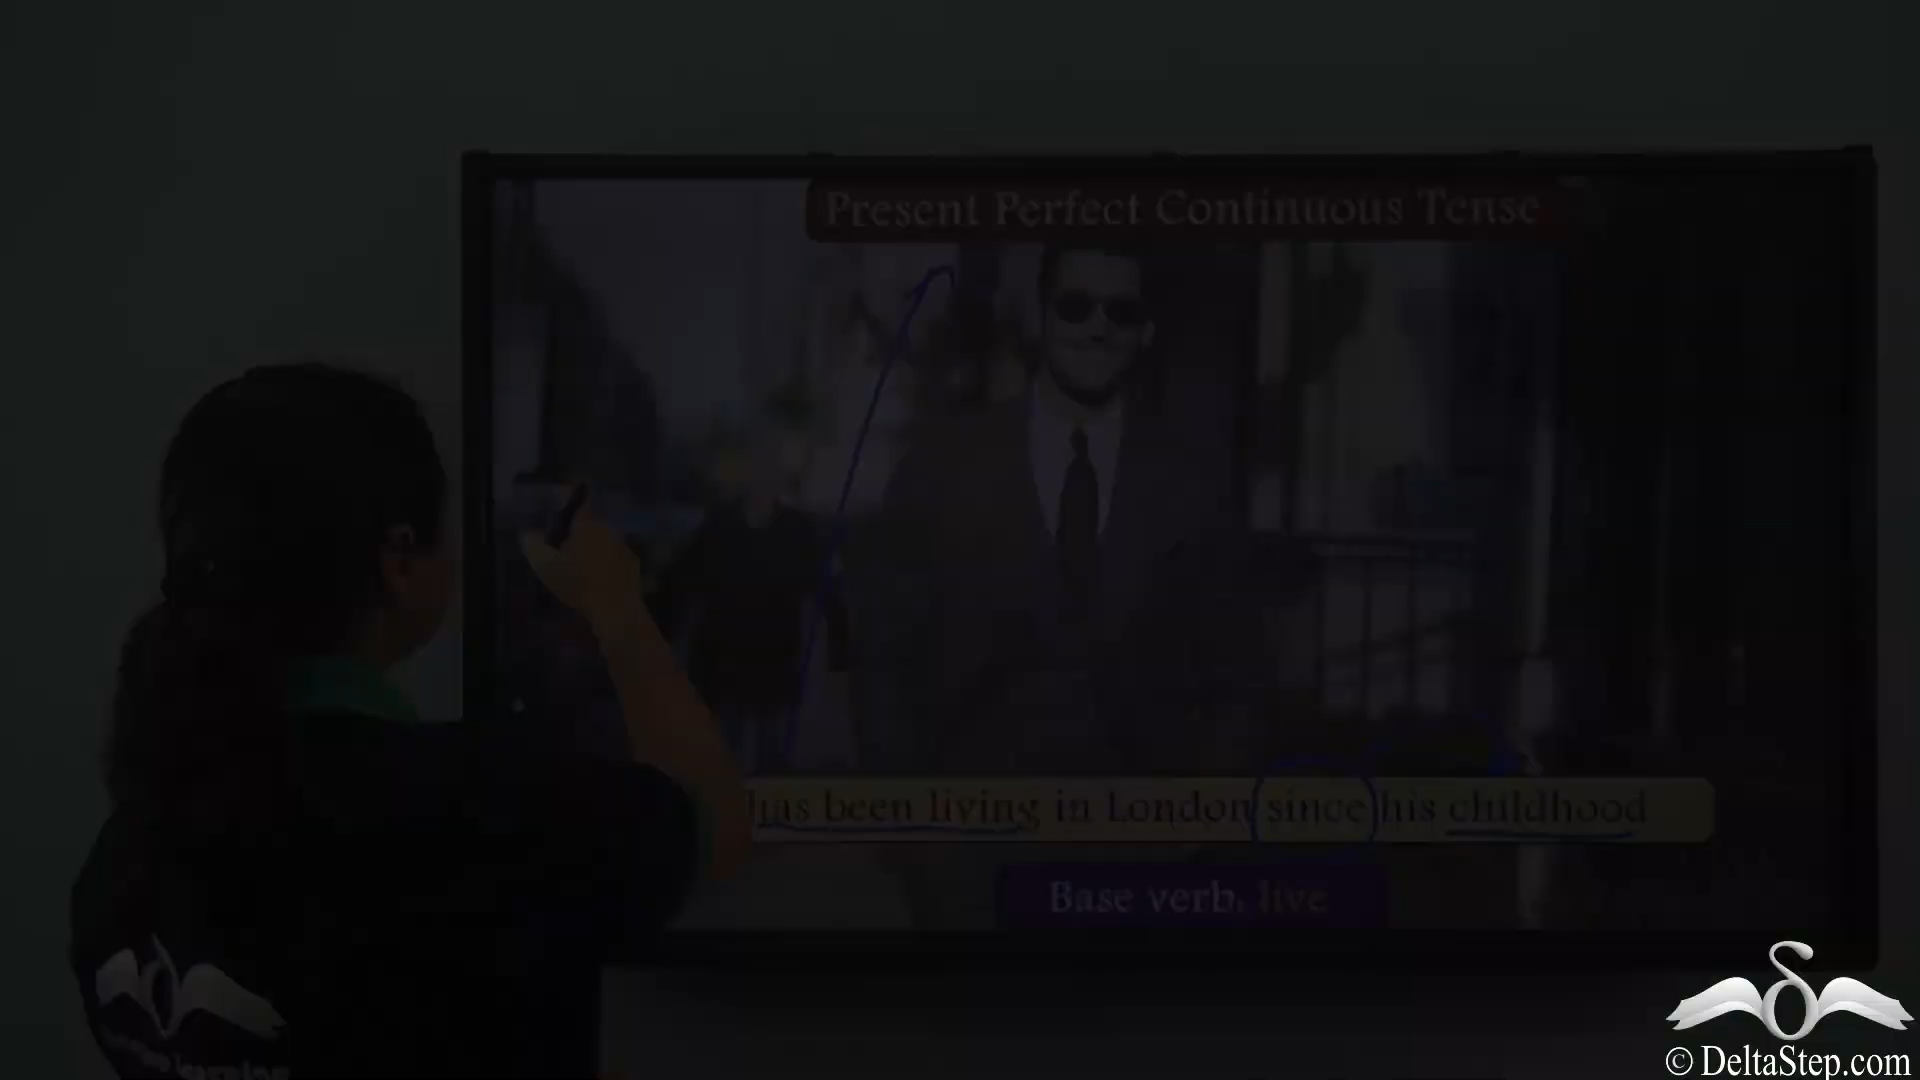 Present Perfect Continuous Tense
has been living in London since his childhood
Base verb: live
© DeltaStep.com